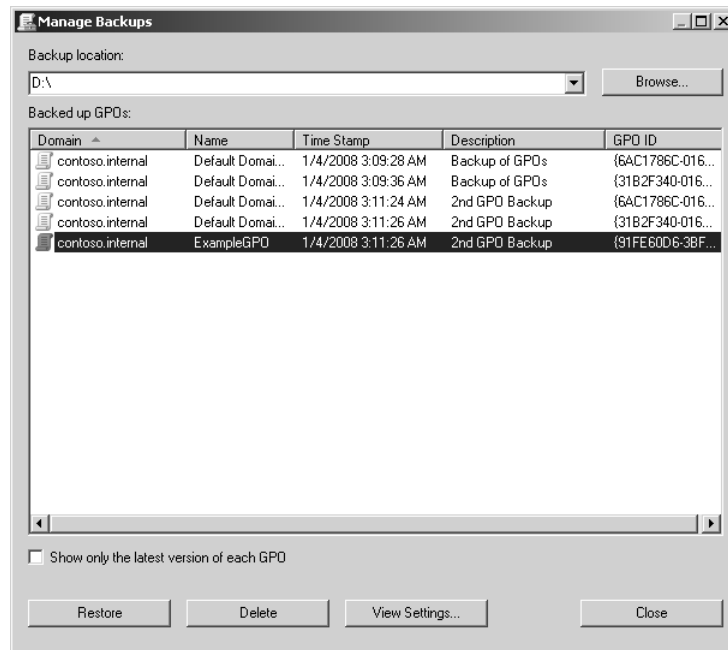 Manage Backups
Backup location:
D:\
Browse...
Backed up GPOs:
Domain Name Time Stamp Description GPO ID
contoso.internal Default Domai... 1/4/2008 3:09:28 AM Backup of GPOs {6AC1786C-016...
contoso.internal Default Domai... 1/4/2008 3:09:36 AM Backup of GPOs {31B2F340-016...
contoso.internal Default Domai... 1/4/2008 3:11:24 AM 2nd GPO Backup {6AC1786C-016...
contoso.internal Default Domai... 1/4/2008 3:11:26 AM 2nd GPO Backup {31B2F340-016...
contoso.internal ExampleGPO 1/4/2008 3:11:26 AM 2nd GPO Backup {91FE60D6-3BF...
Show only the latest version of each GPO
Restore Delete View Settings... Close